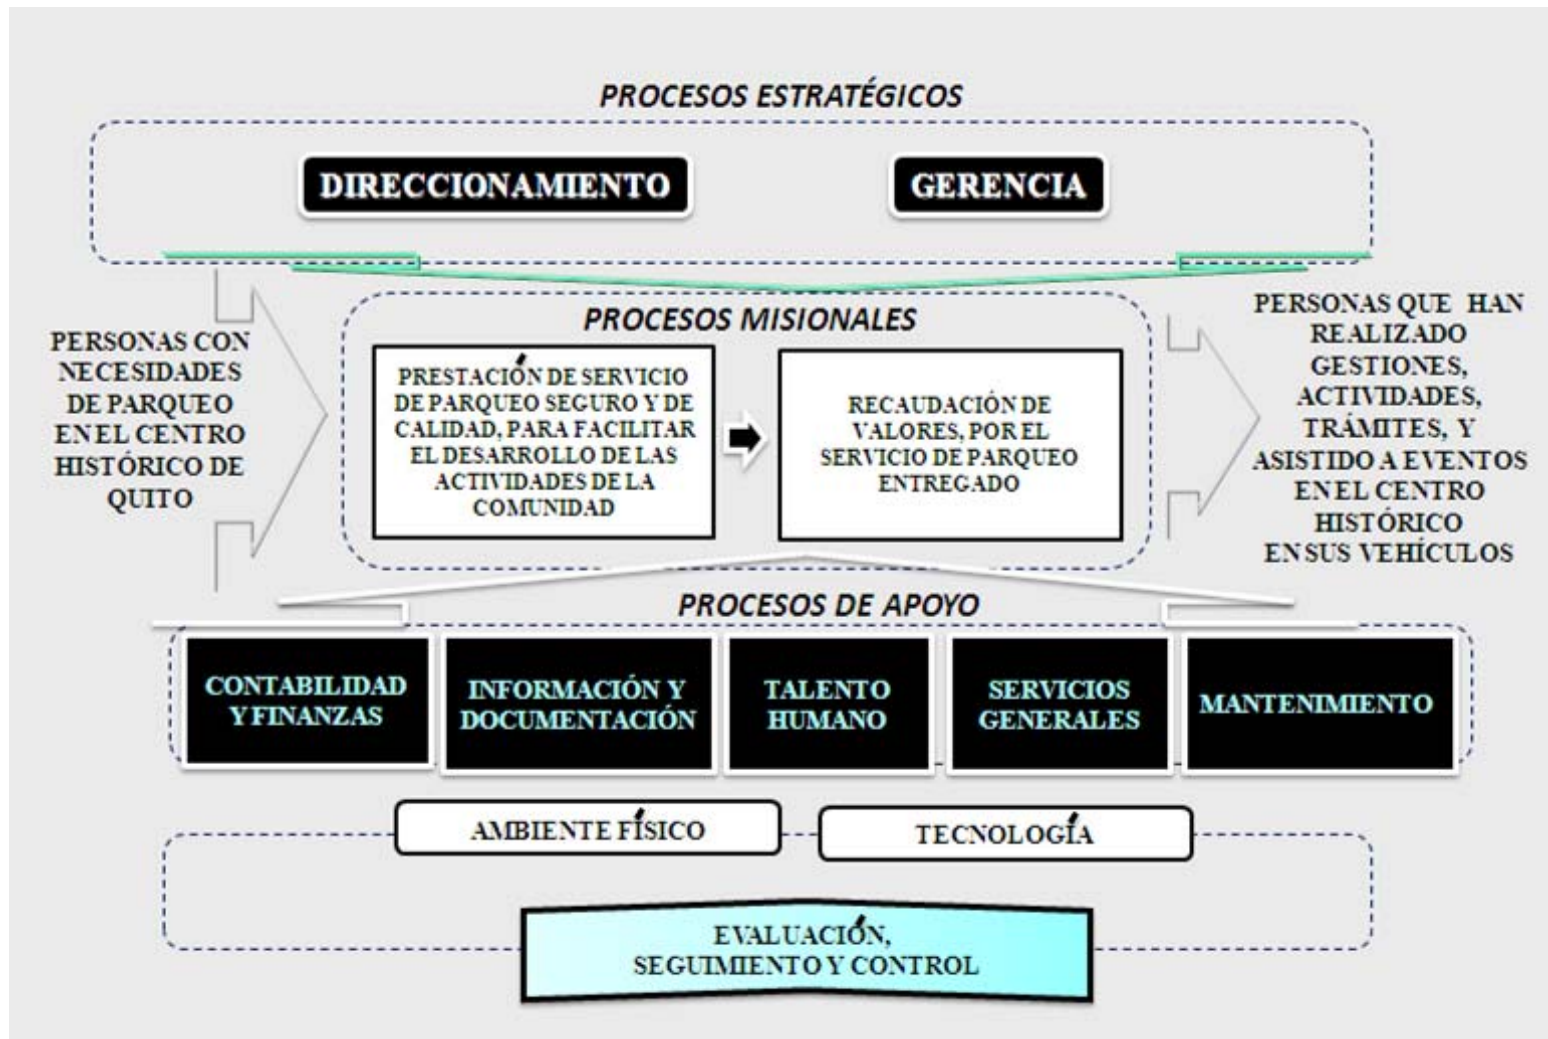 PROCESOS ESTRATÉGICOS
DIRECCIONAMIENTO
GERENCIA
PERSONAS CON
NECESIDADES
DE PARQUEO
EN EL CENTRO
HISTÓRICO DE
QUITO
PROCESOS MISIONALES
PRESTACIÓN DE SERVICIO
DE PARQUEO SEGURO Y DE
CALIDAD, PARA FACILITAR
EL DESARROLLO DE LAS
ACTIVIDADES DE LA
COMUNIDAD
RECAUDACIÓN DE
VALORES, POR EL
SERVICIO DE PARQUEO
ENTREGADO
PERSONAS QUE HAN
REALIZADO
GESTIONES,
ACTIVIDADES,
TRÁMITES, Y
ASISTIDO A EVENTOS
EN EL CENTRO
HISTÓRICO
EN SUS VEHÍCULOS
PROCESOS DE APOYO
CONTABILIDAD
Y FINANZAS
INFORMACIÓN Y
DOCUMENTACIÓN
TALENTO
HUMANO
SERVICIOS
GENERALES
MANTENIMIENTO
AMBIENTE FÍSICO
TECNOLOGÍA
EVALUACIÓN,
SEGUIMIENTO Y CONTROL